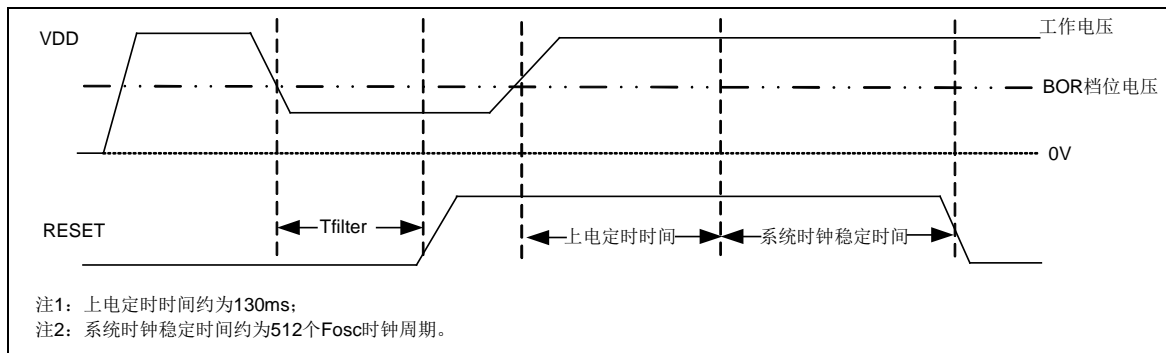 VDD
工作电压
BOR档位电压
0V
RESET
Tfilter
上电定时时间
系统时钟稳定时间
注1：上电定时时间约为130ms；
注2：系统时钟稳定时间约为512个Fosc时钟周期。